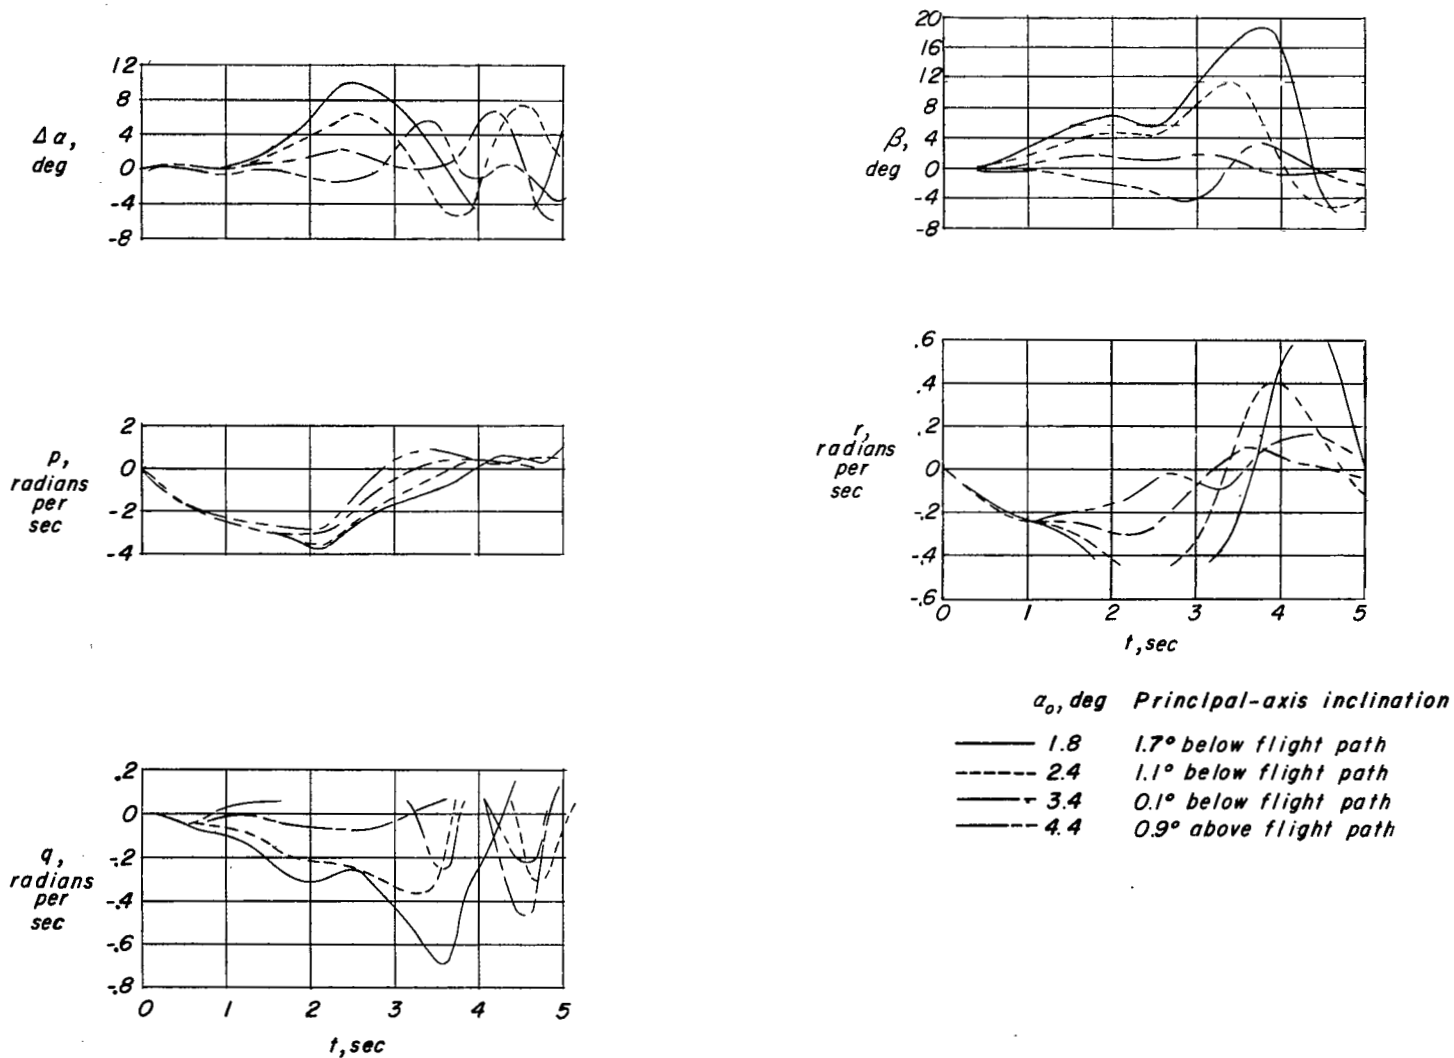 12
8
4
0
-4
-8
Δα,
deg
20
16
12
8
4
0
-4
-8
β,
deg
2
0
-2
-4
p,
radians
per
sec
.6
.4
.2
0
-.2
-.4
-.6
r,
radians
per
sec
0 1 2 3 4 5
t, sec
.2
0
-.2
-.4
-.6
-.8
q,
radians
per
sec
0 1 2 3 4 5
t, sec
α₀, deg Principal-axis inclination
1.8 1.7° below flight path
2.4 1.1° below flight path
3.4 0.1° below flight path
4.4 0.9° above flight path